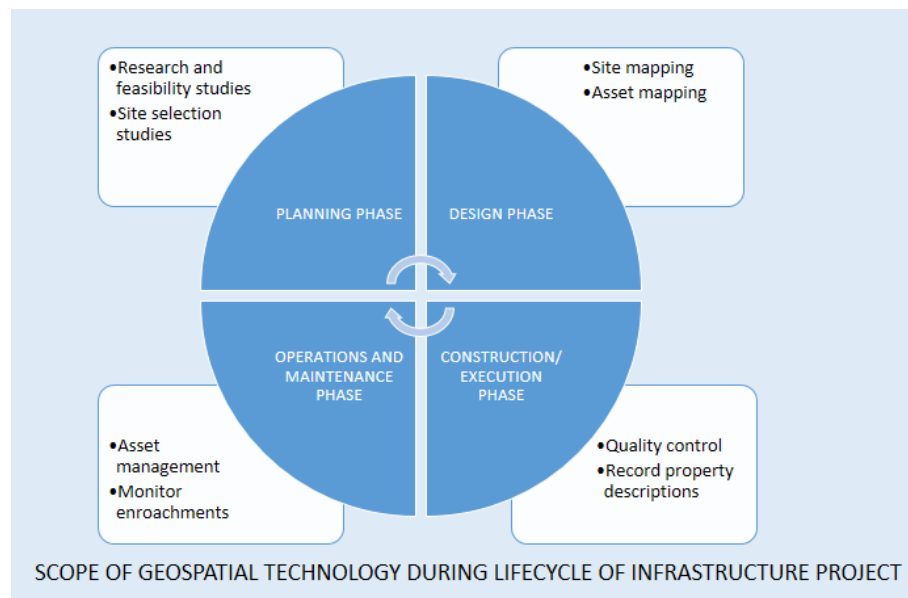 •Research and
feasibility studies
•Site selection
studies
•Site mapping
•Asset mapping
PLANNING PHASE
DESIGN PHASE
OPERATIONS AND
MAINTENANCE
PHASE
CONSTRUCTION/
EXECUTION
PHASE
•Asset
management
•Monitor
enroachments
•Quality control
•Record property
descriptions
SCOPE OF GEOSPATIAL TECHNOLOGY DURING LIFECYCLE OF INFRASTRUCTURE PROJECT